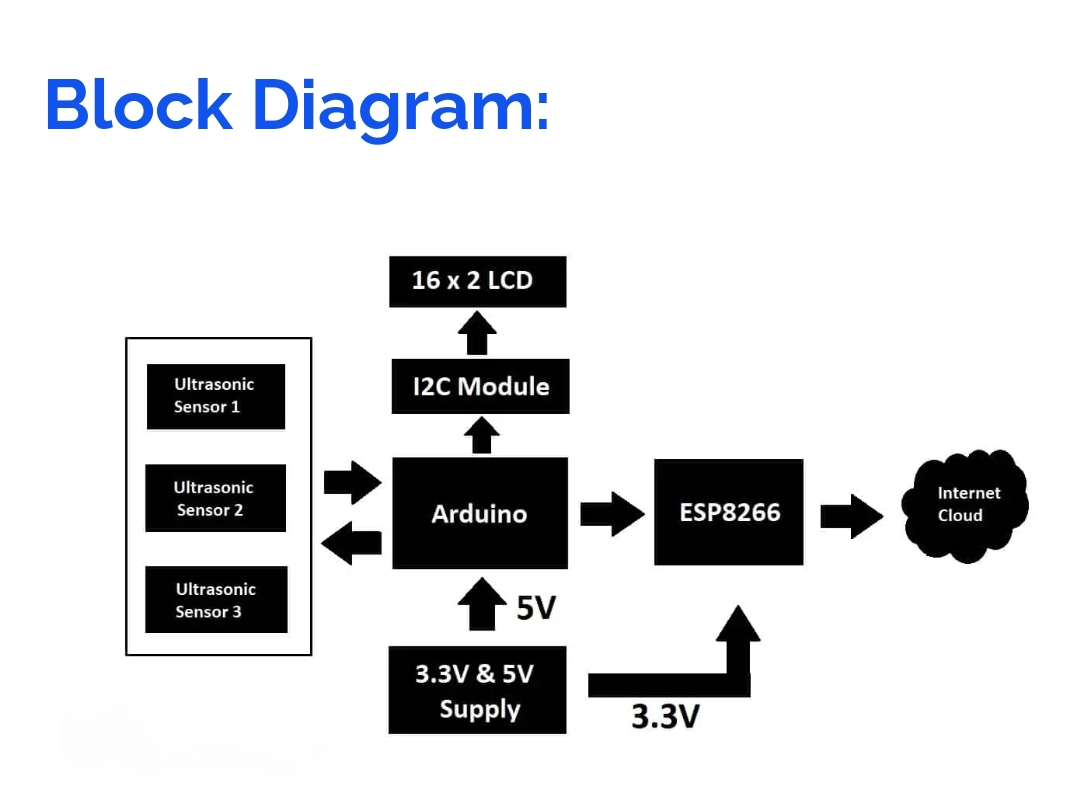 Block Diagram:
16 x 2 LCD
I2C Module
Ultrasonic
Sensor 1
Ultrasonic
Sensor 2
Ultrasonic
Sensor 3
Arduino
ESP8266
Internet
Cloud
5V
3.3V & 5V
Supply
3.3V